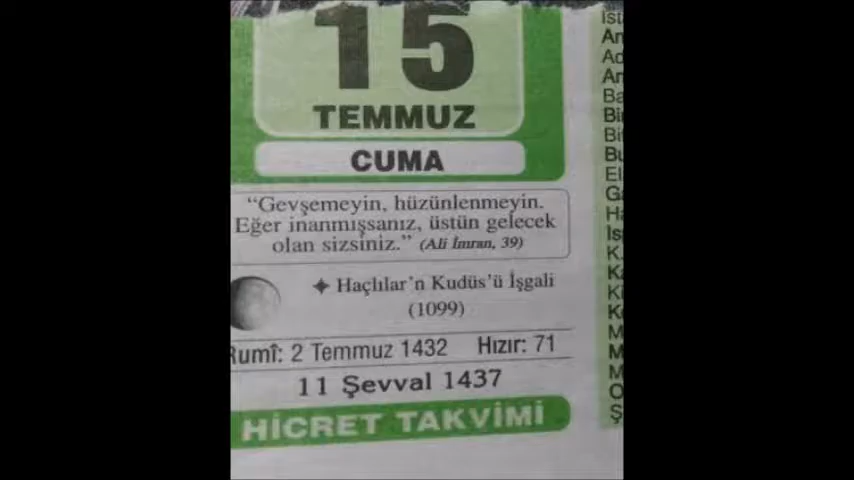 15
TEMMUZ
CUMA
“Gevşemeyin, hüzünlenmeyin.
Eğer inanmışsanız, üstün gelecek
olan sizsiniz.” (Ali İmran, 39)
Haçlılar'n Kudüs'ü İşgali
(1099)
Rumî: 2 Temmuz 1432 Hızır: 71
11 Şevval 1437
HİCRET TAKVİMİ